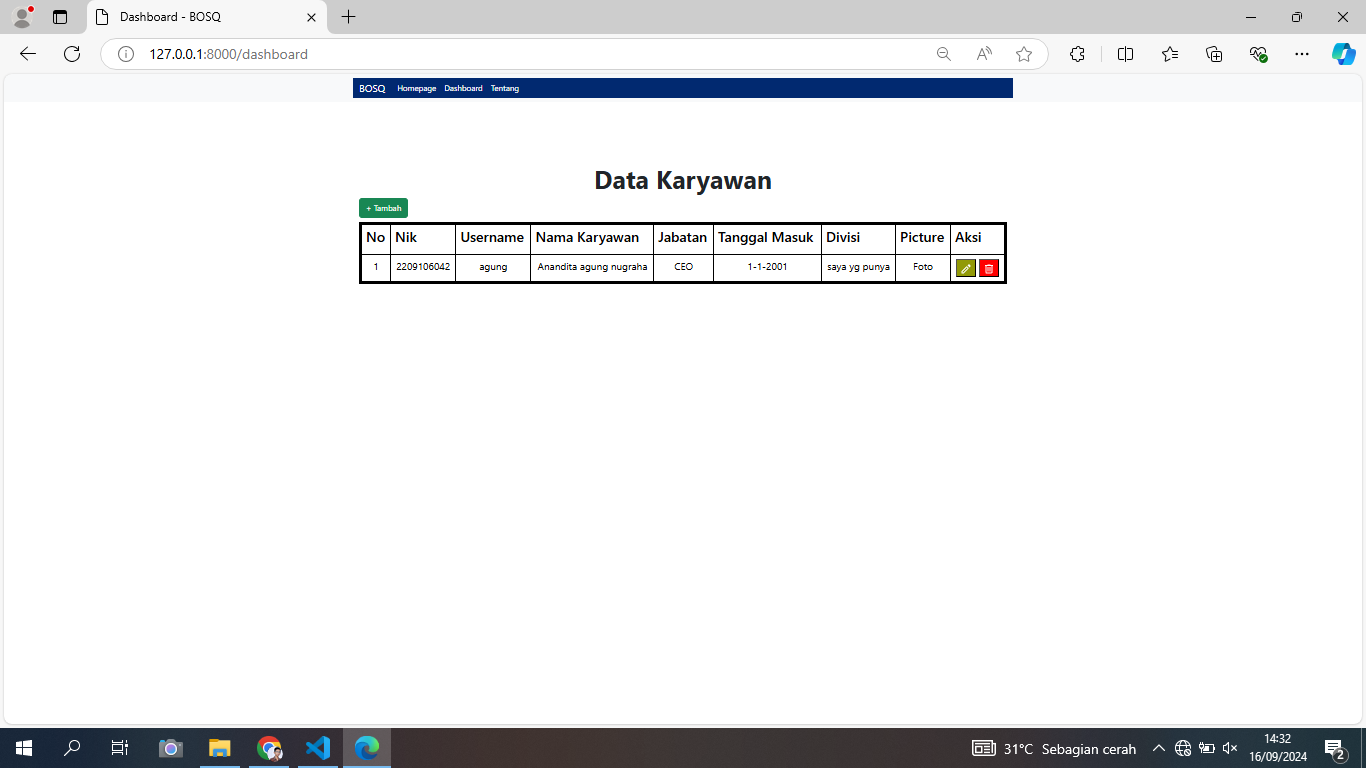 Dashboard - BOSQ
127.0.0.1:8000/dashboard
BOSQ Homepage Dashboard Tentang
Data Karyawan
+ Tambah
No Nik Username Nama Karyawan Jabatan Tanggal Masuk Divisi Picture Aksi
1 2209106042 agung Anandita agung nugraha CEO 1-1-2001 saya yg punya Foto
31°C Sebagian cerah
14:32
16/09/2024
2